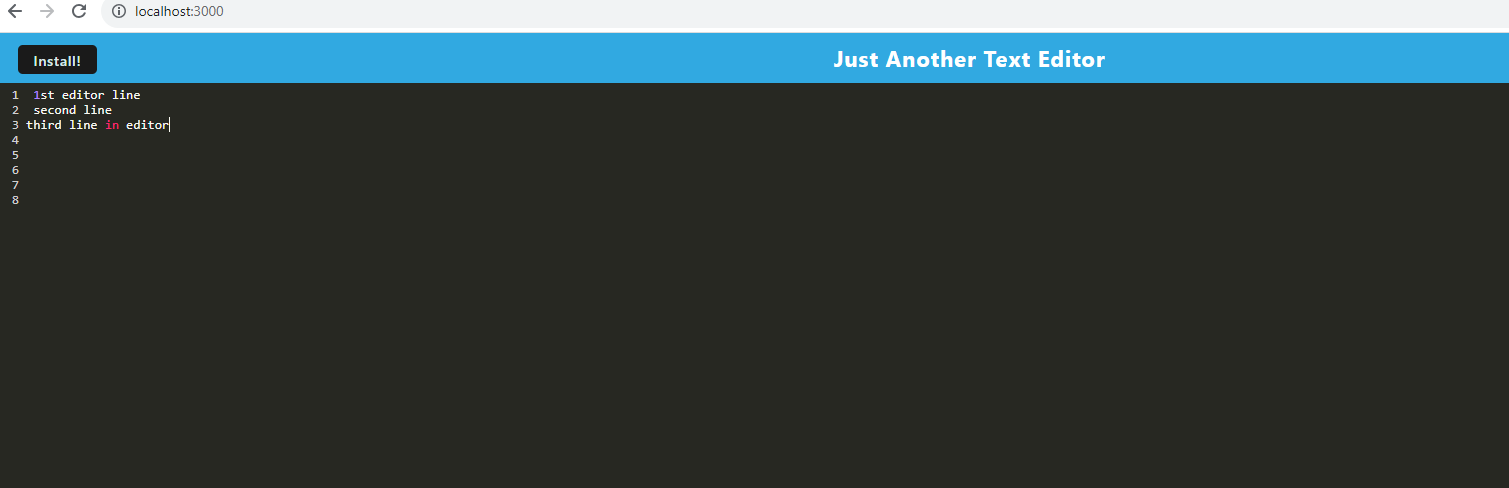 localhost:3000
Install!
Just Another Text Editor
1 1st editor line
2 second line
3 third line in editor
4
5
6
7
8